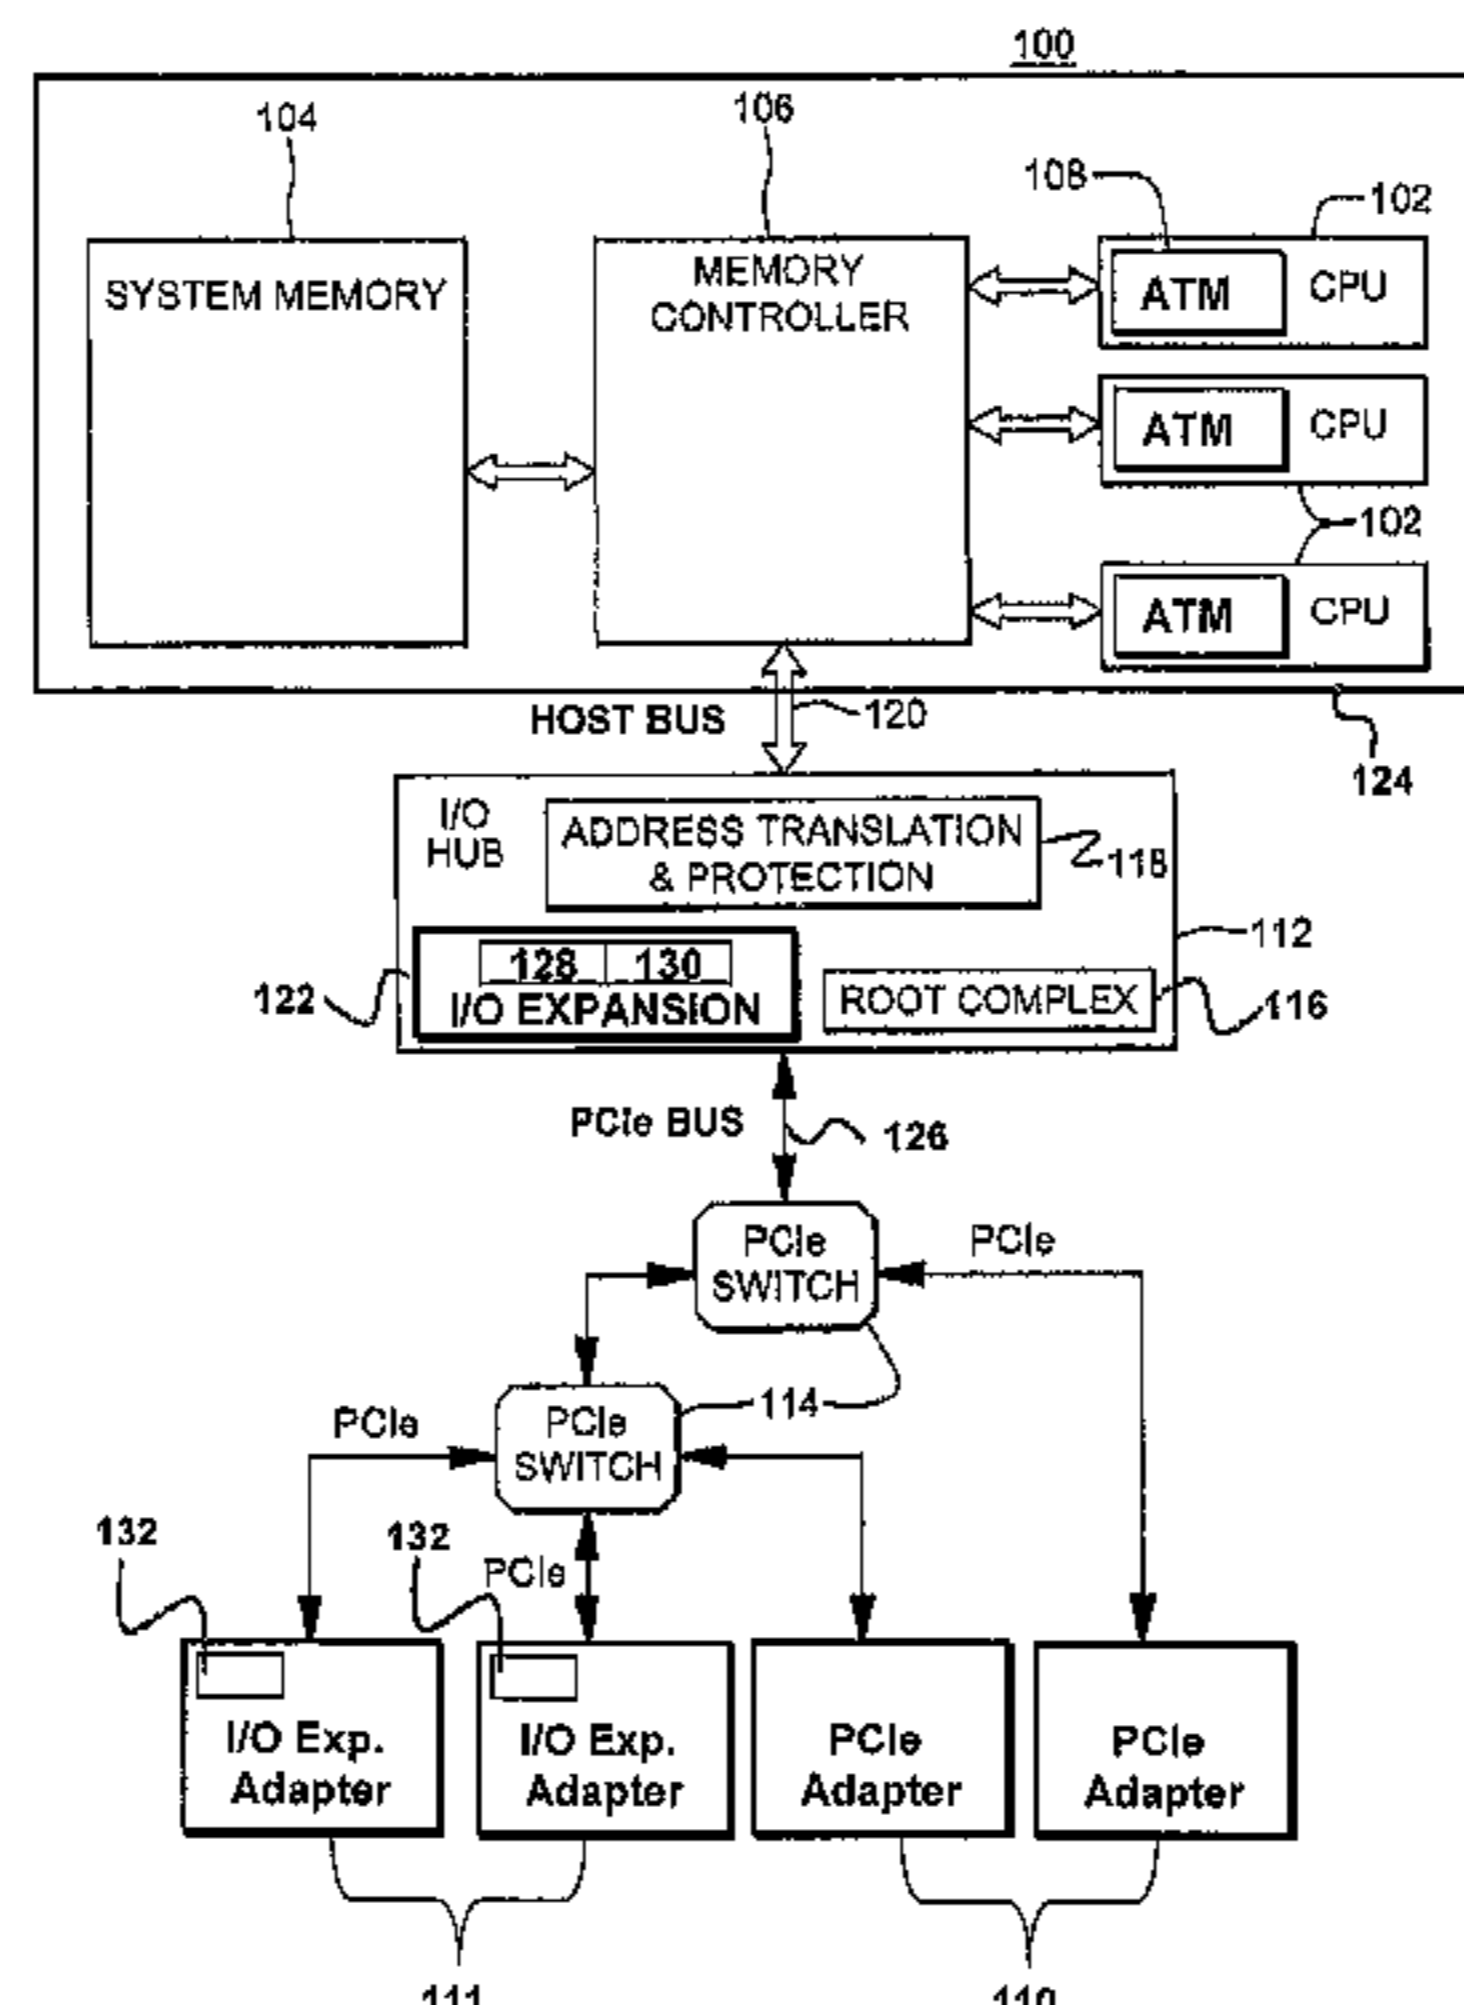 100
104
106
108
102
SYSTEM MEMORY
MEMORY
CONTROLLER
ATM
CPU
ATM
CPU
102
ATM
CPU
HOST BUS
120
124
I/O
HUB
ADDRESS TRANSLATION
& PROTECTION
118
112
122
128
130
I/O EXPANSION
ROOT COMPLEX
116
PCIe BUS
126
PCIe
SWITCH
PCIe
114
PCIe
PCIe
SWITCH
132
132
PCIe
I/O Exp.
Adapter
I/O Exp.
Adapter
PCIe
Adapter
PCIe
Adapter
111
110